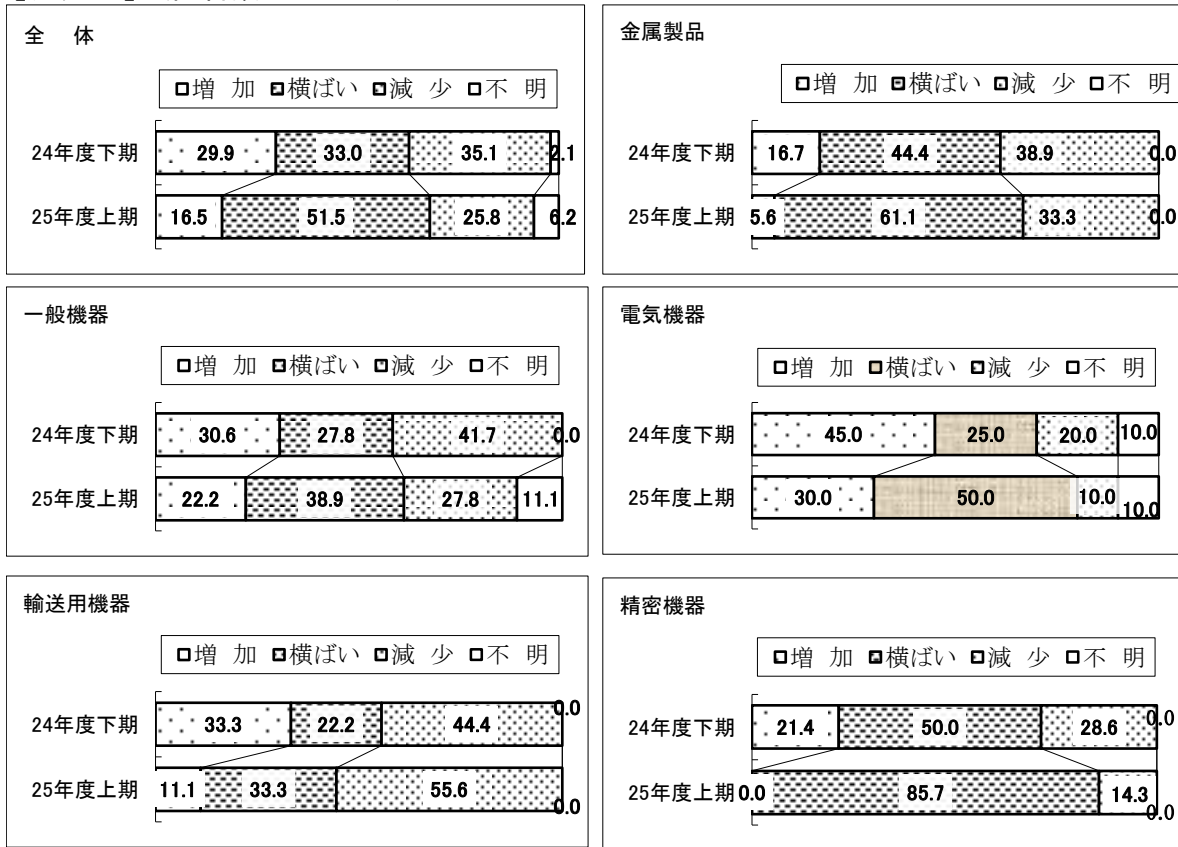 全 体
□増 加 横ばい 減 少 □不 明
24年度下期 29.9 33.0 35.1 2.1
25年度上期 16.5 51.5 25.8 6.2
金属製品
□増 加 横ばい 減 少 □不 明
24年度下期 16.7 44.4 38.9 0.0
25年度上期 5.6 61.1 33.3 0.0
一般機器
□増 加 横ばい 減 少 □不 明
24年度下期 30.6 27.8 41.7 0.0
25年度上期 22.2 38.9 27.8 11.1
電気機器
□増 加 横ばい 減 少 □不 明
24年度下期 45.0 25.0 20.0 10.0
25年度上期 30.0 50.0 10.0 10.0
輸送用機器
□増 加 横ばい 減 少 □不 明
24年度下期 33.3 22.2 44.4 0.0
25年度上期 11.1 33.3 55.6 0.0
精密機器
□増 加 横ばい 減 少 □不 明
24年度下期 21.4 50.0 28.6 0.0
25年度上期 0.0 85.7 14.3 0.0